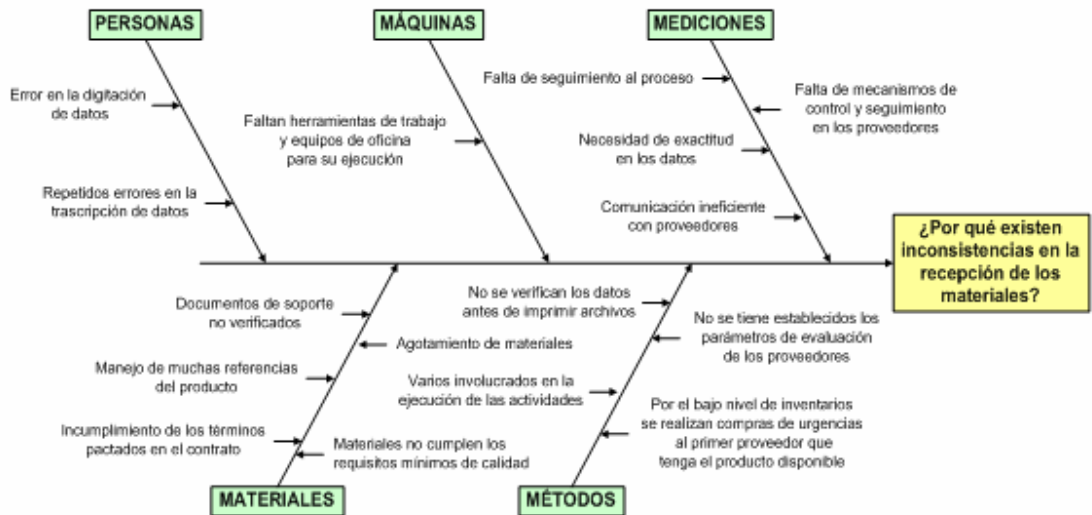 PERSONAS
MÁQUINAS
MEDICIONES
Error en la digitación
de datos
Repetidos errores en la
trascripción de datos
Faltan herramientas de trabajo
y equipos de oficina
para su ejecución
Falta de seguimiento al proceso
Falta de mecanismos de
control y seguimiento
en los proveedores
Necesidad de exactitud
en los datos
Comunicación ineficiente
con proveedores
¿Por qué existen
inconsistencias en la
recepción de los
materiales?
Documentos de soporte
no verificados
Agotamiento de materiales
Manejo de muchas referencias
del producto
Incumplimiento de los términos
pactados en el contrato
Materiales no cumplen los
requisitos mínimos de calidad
No se verifican los datos
antes de imprimir archivos
No se tiene establecidos los
parámetros de evaluación
de los proveedores
Varios involucrados en la
ejecución de las actividades
Por el bajo nivel de inventarios
se realizan compras de urgencias
al primer proveedor que
tenga el producto disponible
MATERIALES
MÉTODOS